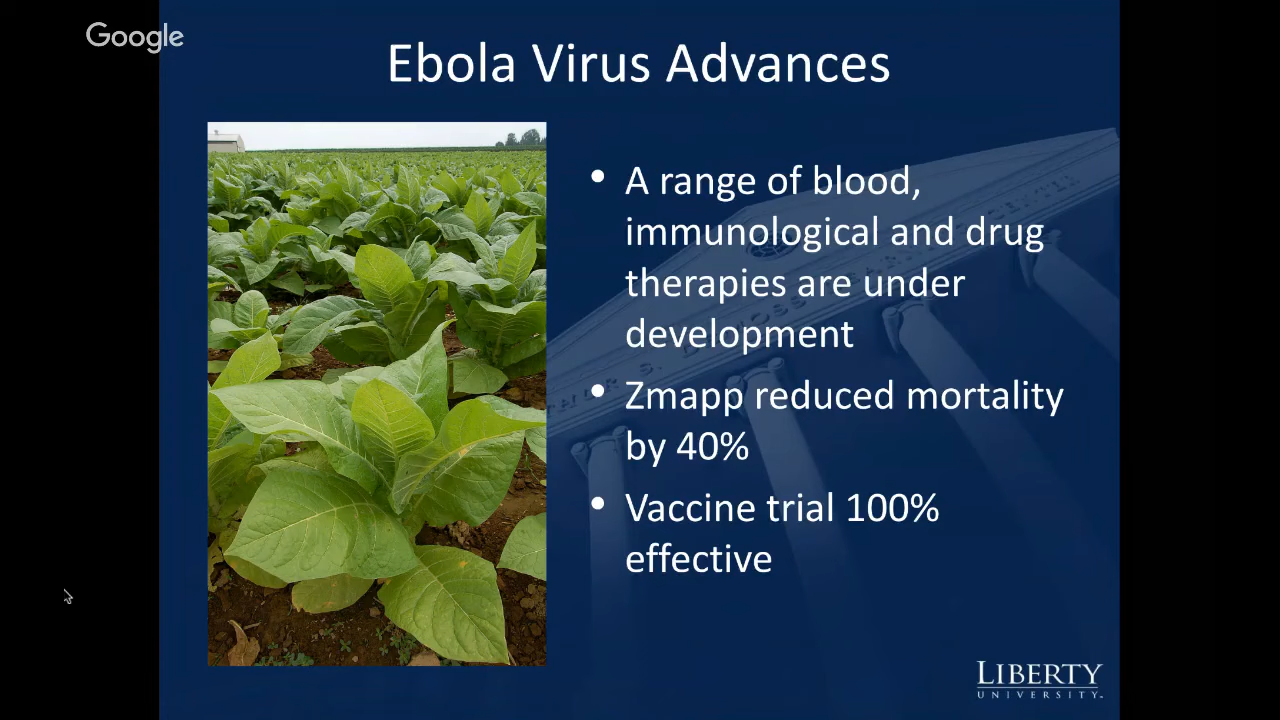 Google
Ebola Virus Advances
• A range of blood,
immunological and drug
therapies are under
development
• Zmapp reduced mortality
by 40%
• Vaccine trial 100%
effective
LIBERTY
UNIVERSITY.